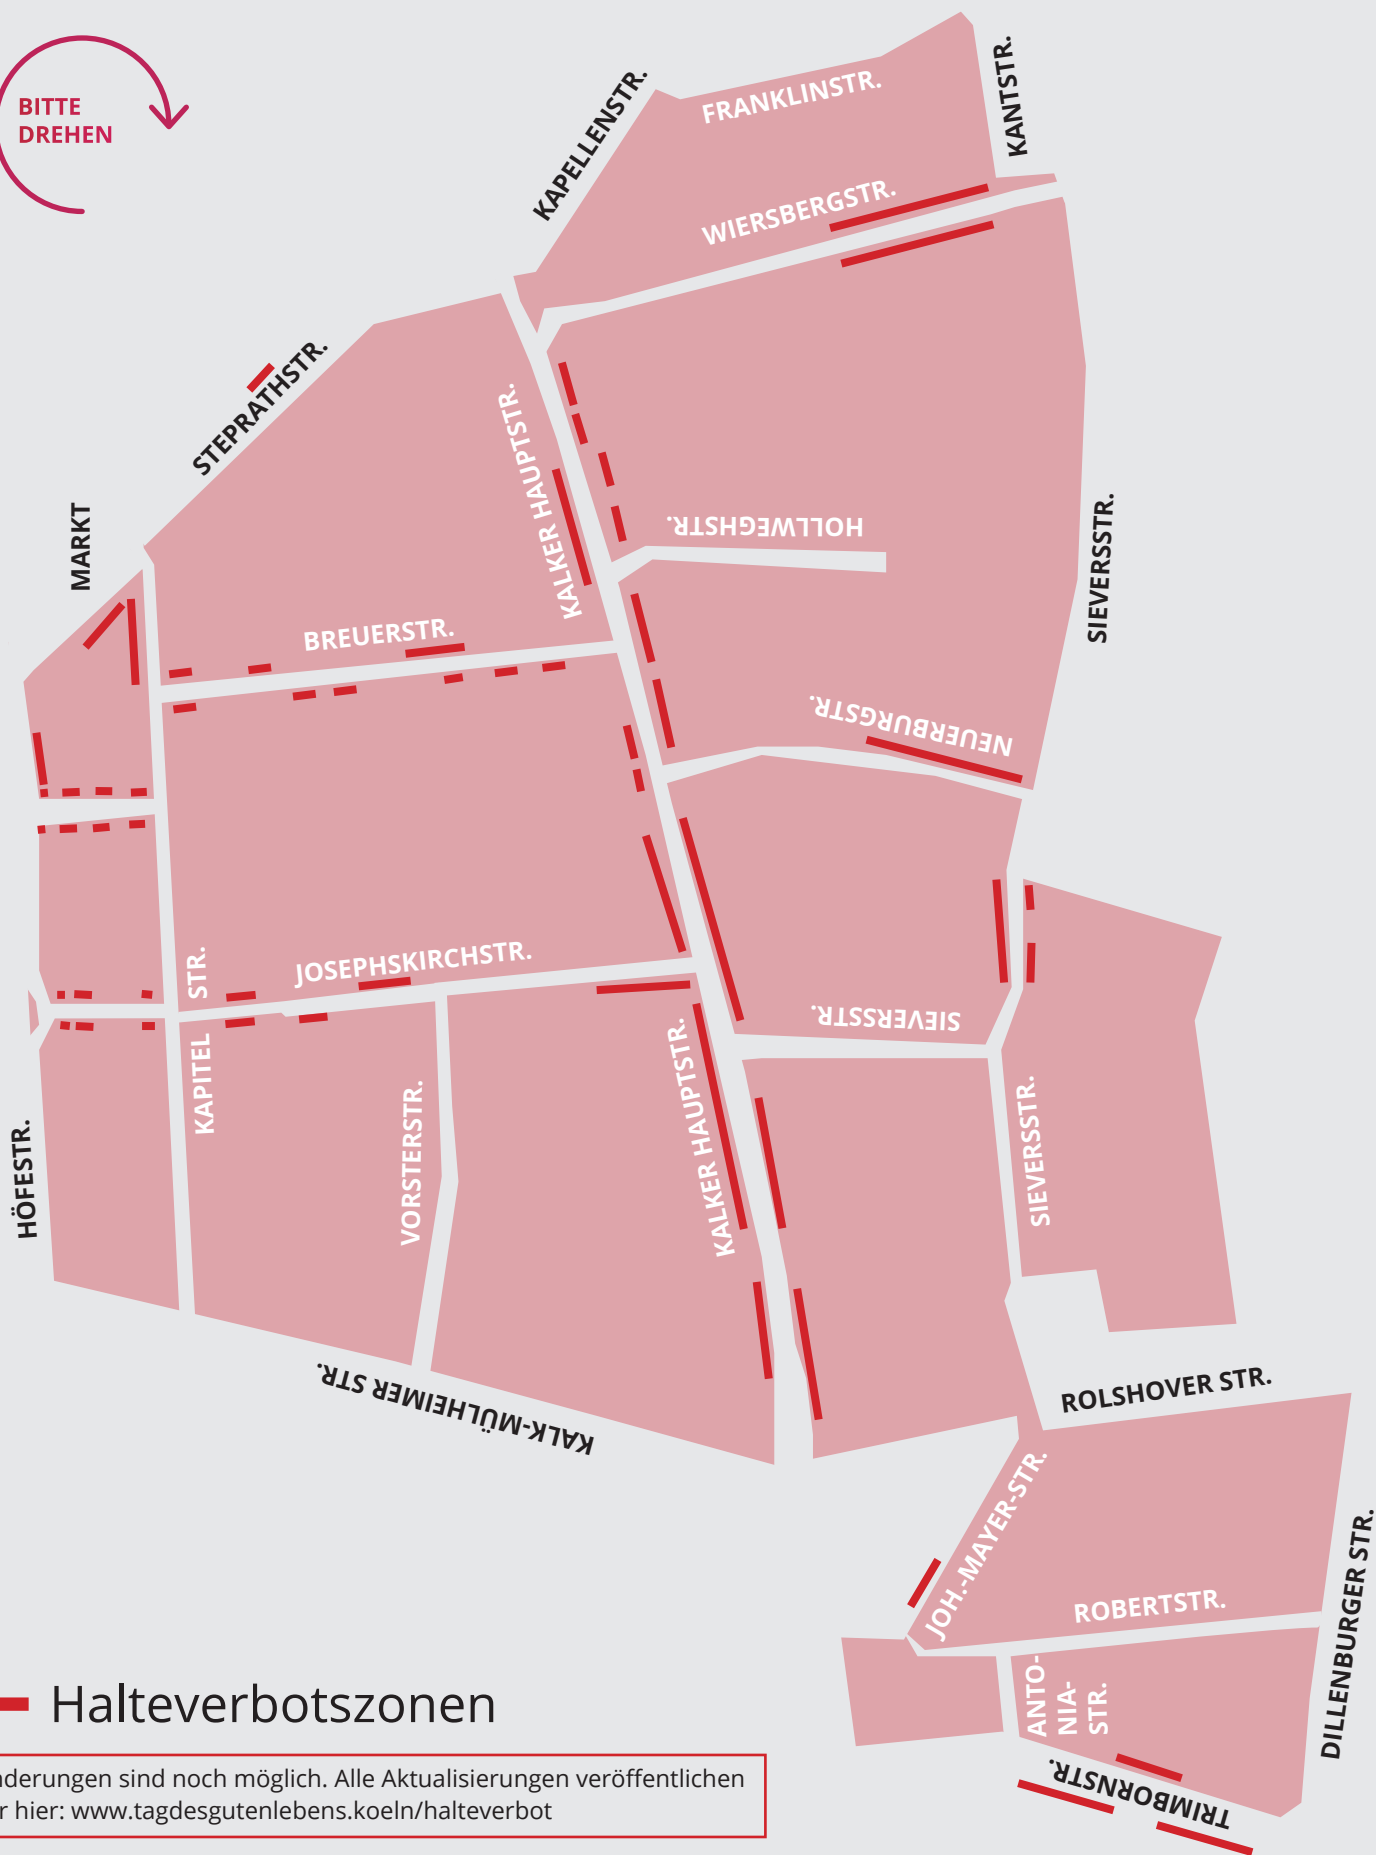 BITTE
DREHEN
KAPELLENSTR.
FRANKLINSTR.
KANTSTR.
WIERSBERGSTR.
STEPRATHSTR.
KALKER HAUPTSTR.
MARKT
HOLLWEGHSTR.
SIEVERSSTR.
BREUERSTR.
NEUERBURGSTR.
JOSEPHSKIRCHSTR.
KAPITEL STR.
SIEVERSSTR.
KALKER HAUPTSTR.
VORSTERSTR.
SIEVERSSTR.
HÖFESTR.
KALK-MÜLHEIMER STR.
ROLSHOVER STR.
JOH.-MAYER-STR.
ROBERTSTR.
DILLENBURGER STR.
ANTO-
NIA-
STR.
TRIMBORNSTR.
Halteverbotszonen
nderungen sind noch möglich. Alle Aktualisierungen veröffentlichen
r hier: www.tagdesgutenlebens.koeln/halteverbot